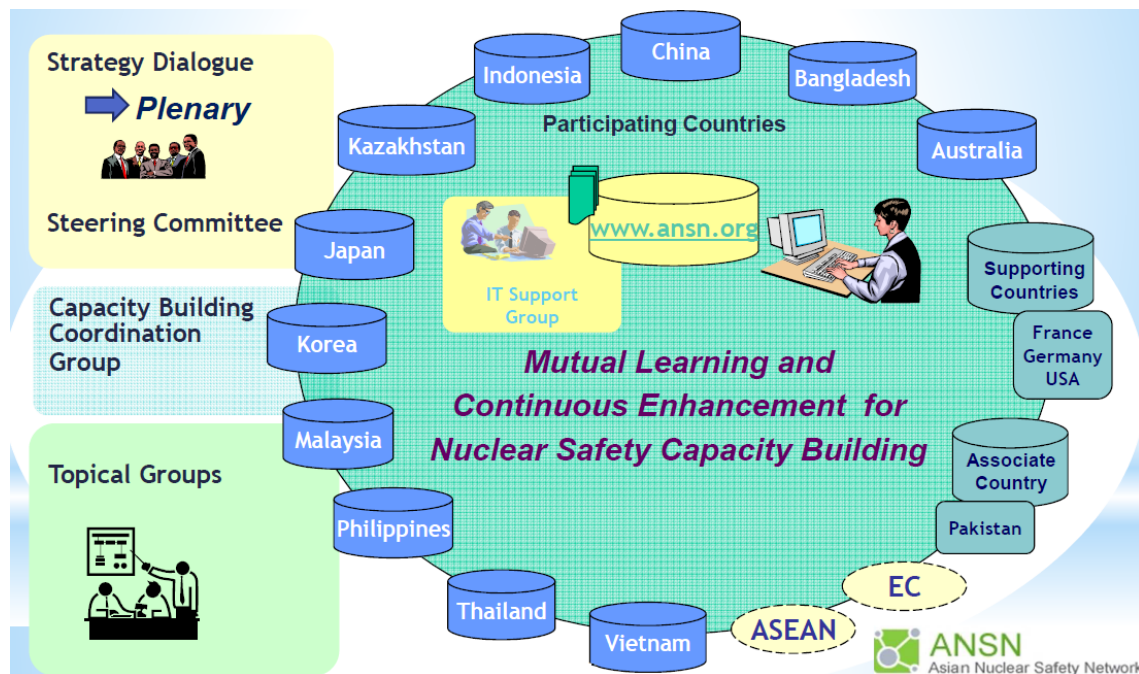 Strategy Dialogue
Plenary
Steering Committee
Capacity Building
Coordination
Group
Topical Groups
China
Indonesia
Bangladesh
Participating Countries
Kazakhstan
Australia
www.ansn.org
Japan
IT Support
Group
Supporting
Countries
France
Germany
USA
Korea
Mutual Learning and
Continuous Enhancement for
Nuclear Safety Capacity Building
Malaysia
Associate
Country
Pakistan
Philippines
Thailand
Vietnam
ASEAN
EC
ANSN
Asian Nuclear Safety Network